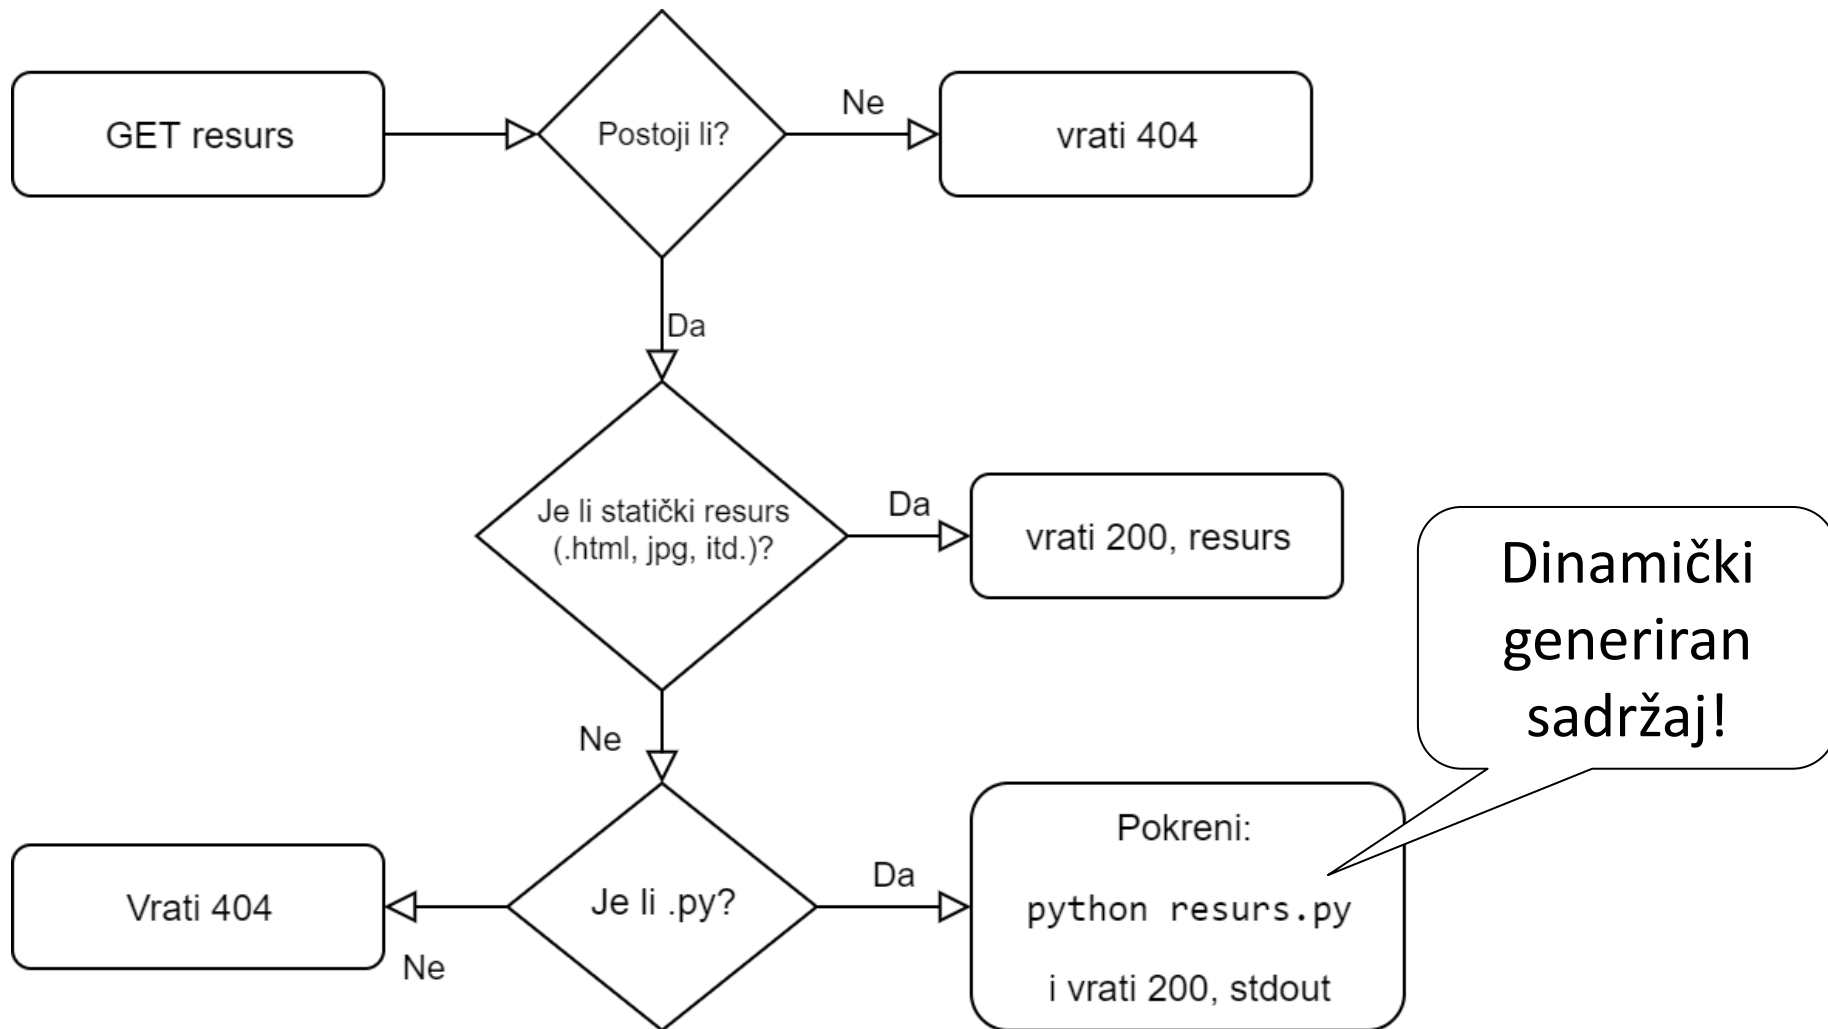 GET resurs
Postoji li?
Ne
vrati 404
Da
Je li statički resurs
(.html, jpg, itd.)?
Da
vrati 200, resurs
Dinamički
generiran
sadržaj!
Ne
Vrati 404
Ne
Je li .py?
Da
Pokreni:
python resurs.py
i vrati 200, stdout